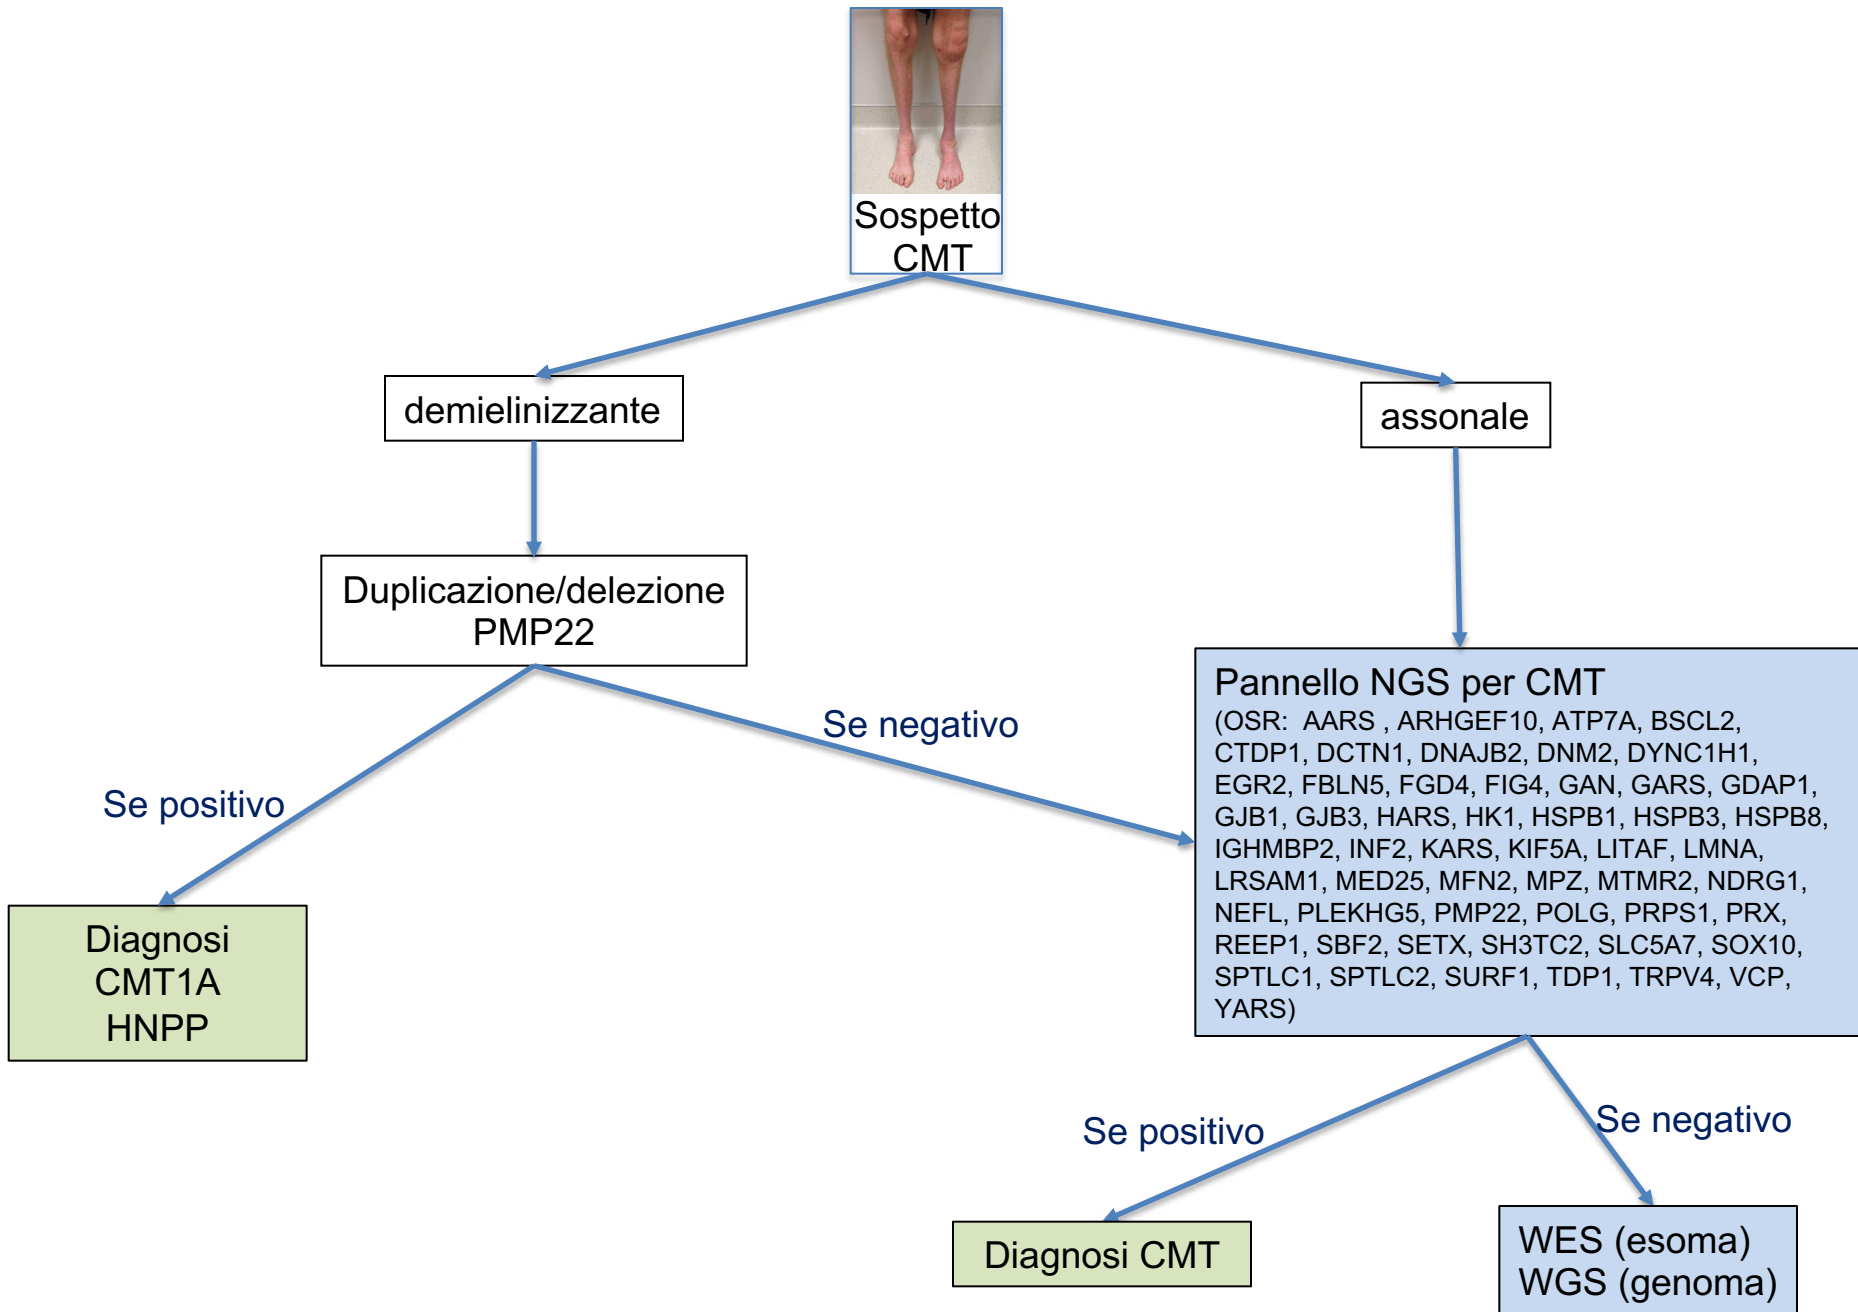 Sospetto
CMT
demielinizzante
assonale
Duplicazione/delezione
PMP22
Se positivo
Se negativo
Diagnosi
CMT1A
HNPP
Pannello NGS per CMT
(OSR:  AARS , ARHGEF10, ATP7A, BSCL2,
CTDP1, DCTN1, DNAJB2, DNM2, DYNC1H1,
EGR2, FBLN5, FGD4, FIG4, GAN, GARS, GDAP1,
GJB1, GJB3, HARS, HK1, HSPB1, HSPB3, HSPB8,
IGHMBP2, INF2, KARS, KIF5A, LITAF, LMNA,
LRSAM1, MED25, MFN2, MPZ, MTMR2, NDRG1,
NEFL, PLEKHG5, PMP22, POLG, PRPS1, PRX,
REEP1, SBF2, SETX, SH3TC2, SLC5A7, SOX10,
SPTLC1, SPTLC2, SURF1, TDP1, TRPV4, VCP,
YARS)
Se positivo
Se negativo
Diagnosi CMT
WES (esoma)
WGS (genoma)